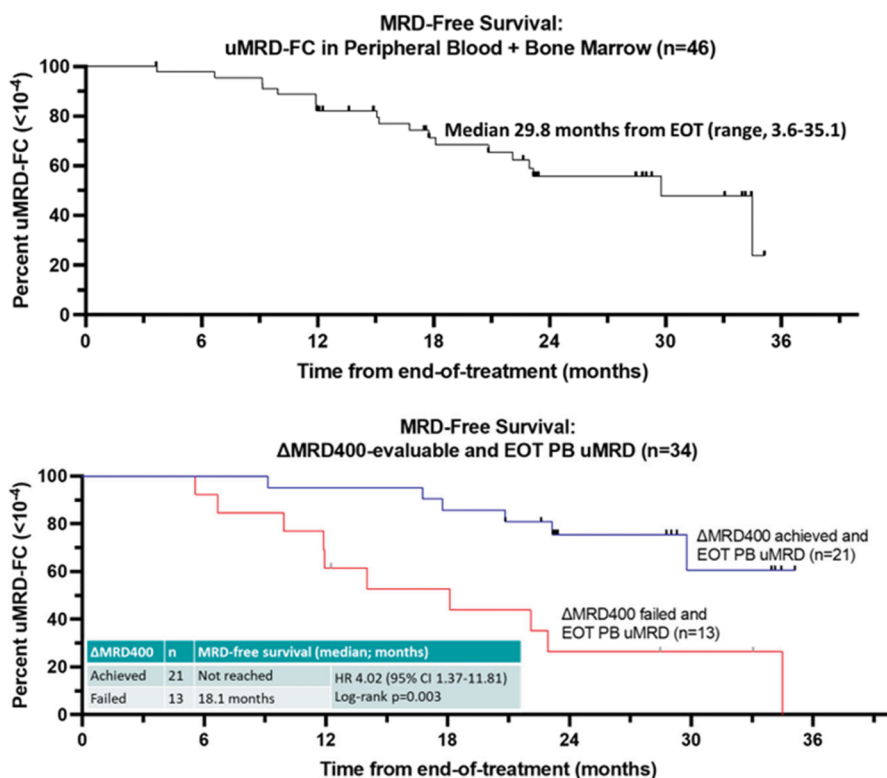 MRD-Free Survival:
uMRD-FC in Peripheral Blood + Bone Marrow (n=46)
Percent uMRD-FC (<10⁻⁴)
100
80
60
40
20
0
Median 29.8 months from EOT (range, 3.6-35.1)
0 6 12 18 24 30 36
Time from end-of-treatment (months)
MRD-Free Survival:
ΔMRD400-evaluable and EOT PB uMRD (n=34)
Percent uMRD-FC (<10⁻⁴)
100
80
60
40
20
0
ΔMRD400 achieved and
EOT PB uMRD (n=21)
ΔMRD400 failed and
EOT PB uMRD (n=13)
ΔMRD400 n MRD-free survival (median; months)
Achieved 21 Not reached HR 4.02 (95% CI 1.37-11.81)
Failed 13 18.1 months Log-rank p=0.003
0 6 12 18 24 30 36
Time from end-of-treatment (months)